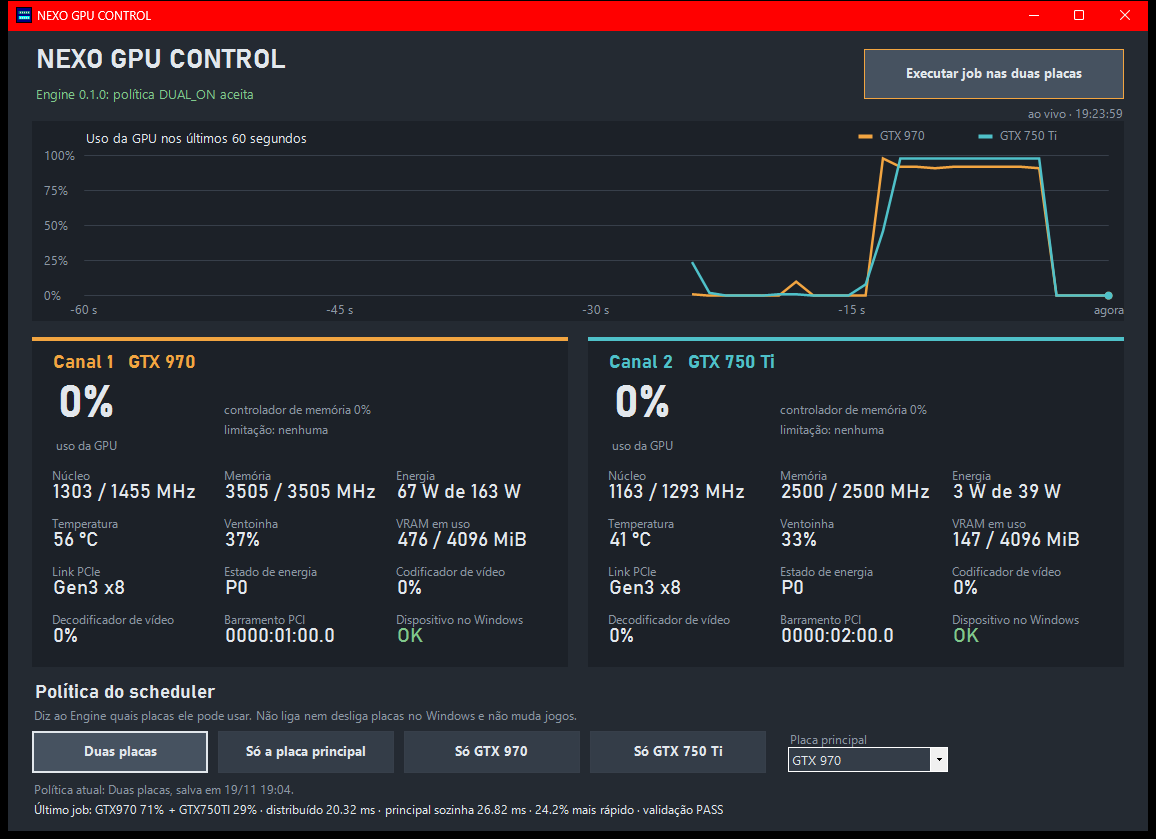 NEXO GPU CONTROL
NEXO GPU CONTROL
Executar job nas duas placas
Engine 0.1.0: política DUAL_ON aceita
ao vivo · 19:23:59
Uso da GPU nos últimos 60 segundos
GTX 970 GTX 750 Ti
100%
75%
50%
25%
0%
-60 s -45 s -30 s -15 s agora
Canal 1 GTX 970
0%
controlador de memória 0%
limitação: nenhuma
uso da GPU
Núcleo Memória Energia
1303 / 1455 MHz 3505 / 3505 MHz 67 W de 163 W
Temperatura Ventoinha VRAM em uso
56 °C 37% 476 / 4096 MiB
Link PCIe Estado de energia Codificador de vídeo
Gen3 x8 P0 0%
Decodificador de vídeo Barramento PCI Dispositivo no Windows
0% 0000:01:00.0 OK
Canal 2 GTX 750 Ti
0%
controlador de memória 0%
limitação: nenhuma
uso da GPU
Núcleo Memória Energia
1163 / 1293 MHz 2500 / 2500 MHz 3 W de 39 W
Temperatura Ventoinha VRAM em uso
41 °C 33% 147 / 4096 MiB
Link PCIe Estado de energia Codificador de vídeo
Gen3 x8 P0 0%
Decodificador de vídeo Barramento PCI Dispositivo no Windows
0% 0000:02:00.0 OK
Política do scheduler
Diz ao Engine quais placas ele pode usar. Não liga nem desliga placas no Windows e não muda jogos.
Duas placas Só a placa principal Só GTX 970 Só GTX 750 Ti
Placa principal
GTX 970
Política atual: Duas placas, salva em 19/11 19:04.
Último job: GTX970 71% + GTX750TI 29% · distribuído 20.32 ms · principal sozinha 26.82 ms · 24.2% mais rápido · validação PASS